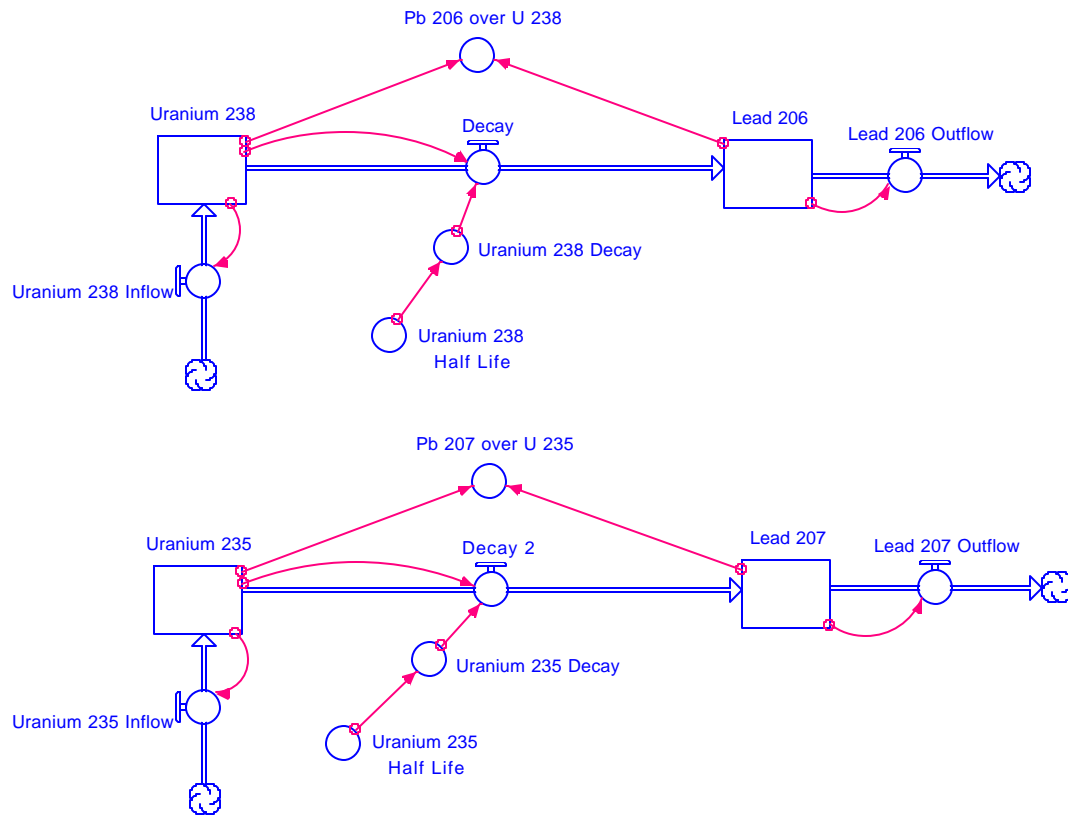 Pb 206 over U 238
Uranium 238
Decay
Lead 206
Lead 206 Outflow
Uranium 238 Decay
Uranium 238 Inflow
Uranium 238
Half Life
Pb 207 over U 235
Uranium 235
Decay 2
Lead 207
Lead 207 Outflow
Uranium 235 Decay
Uranium 235 Inflow
Uranium 235
Half Life